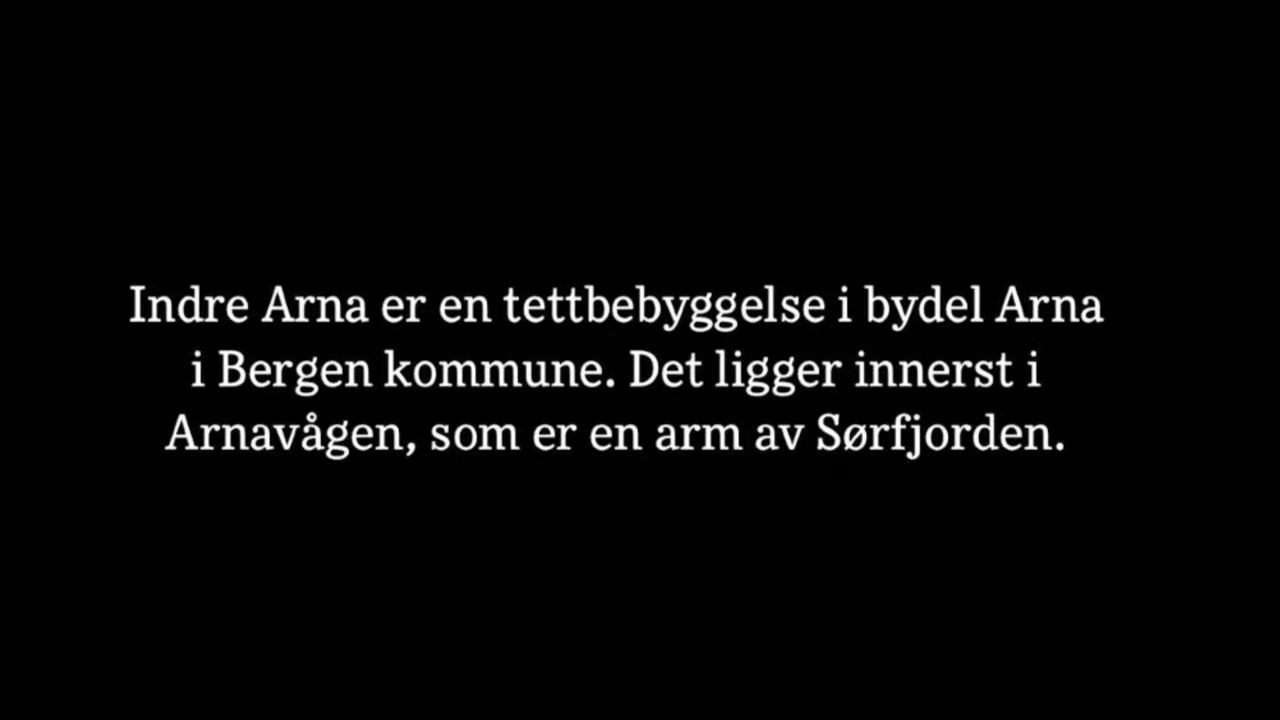 Indre Arna er en tettbebyggelse i bydel Arna
i Bergen kommune. Det ligger innerst i
Arnavågen, som er en arm av Sørfjorden.